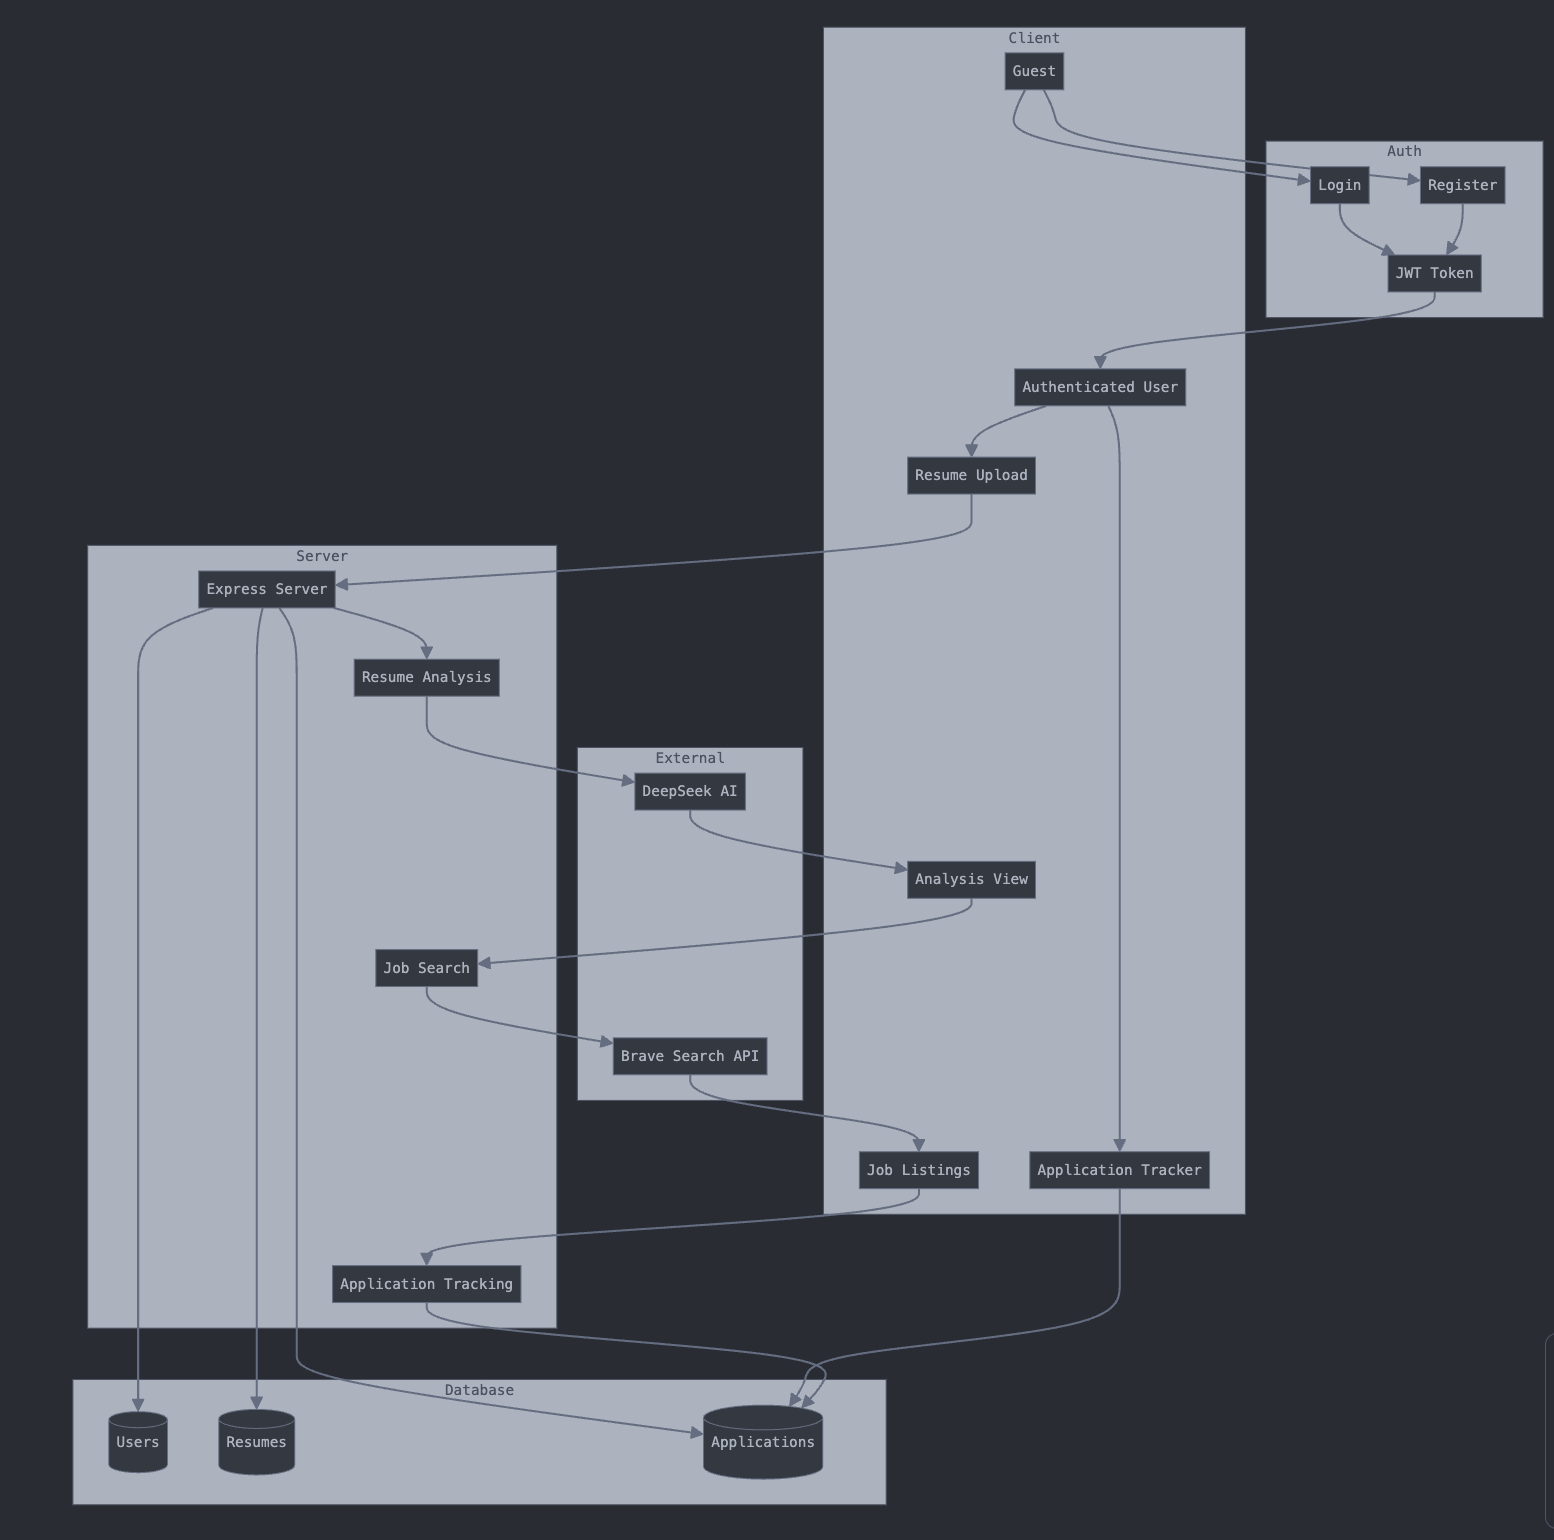 Client
Guest
Auth
Login
Register
JWT Token
Authenticated User
Resume Upload
Server
Express Server
Resume Analysis
External
DeepSeek AI
Analysis View
Job Search
Brave Search API
Job Listings
Application Tracker
Application Tracking
Database
Users
Resumes
Applications